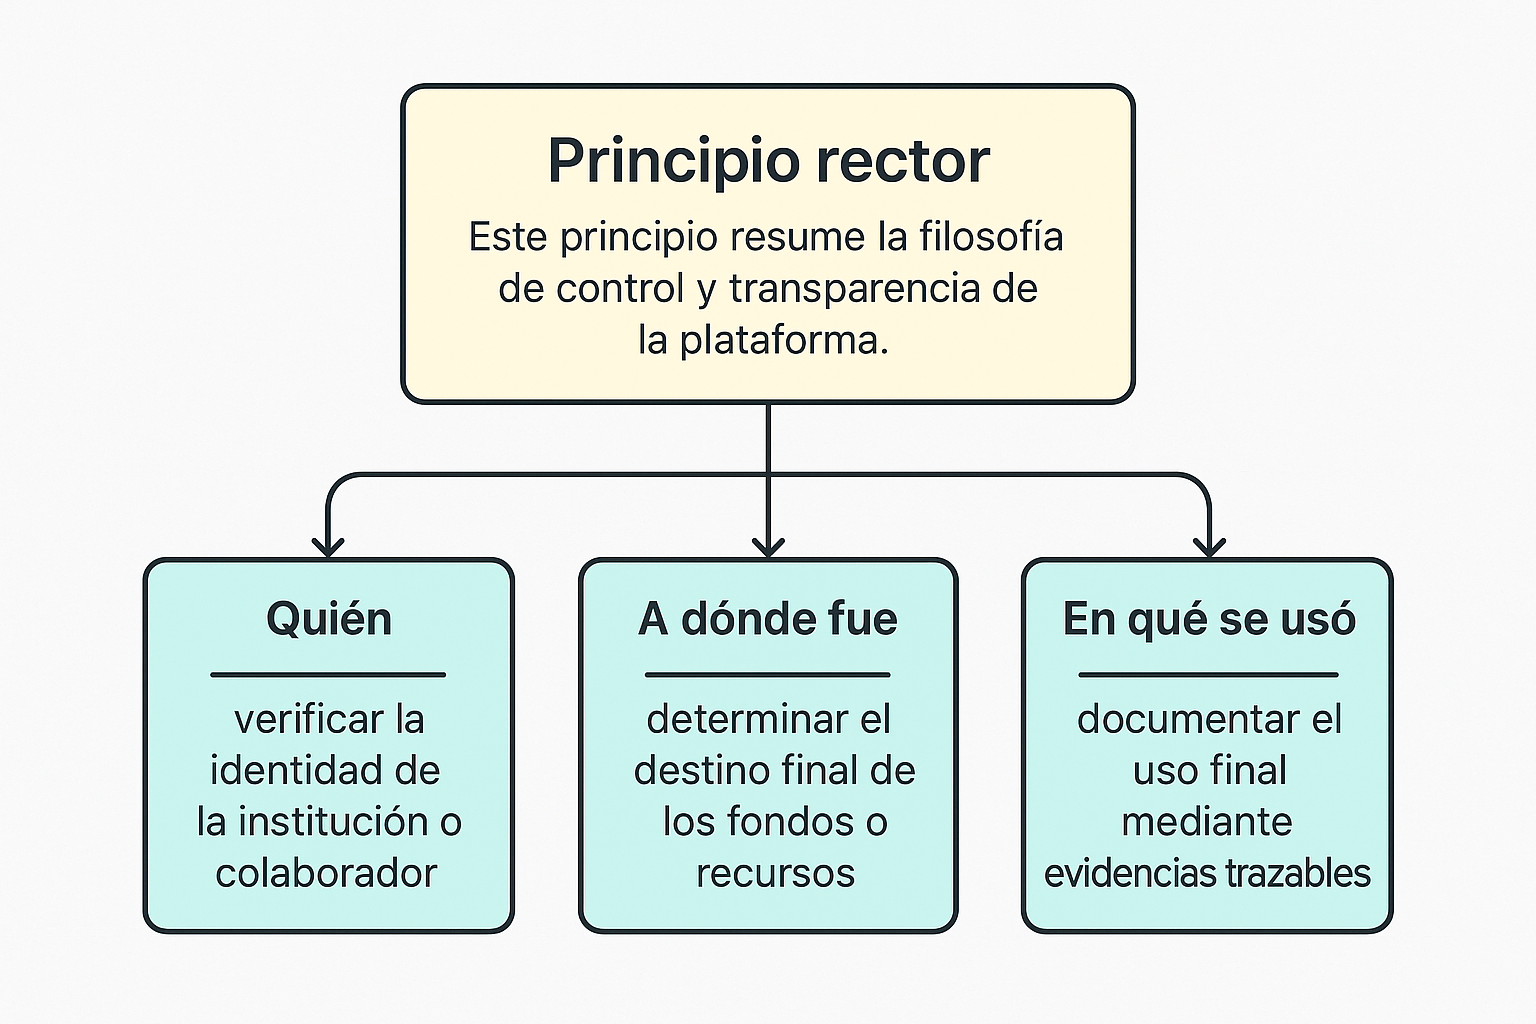 Principio rector
Este principio resume la filosofía
de control y transparencia de
la plataforma.
Quién
verificar la
identidad de
la institución o
colaborador
A dónde fue
determinar el
destino final de
los fondos o
recursos
En qué se usó
documentar el
uso final
mediante
evidencias trazables